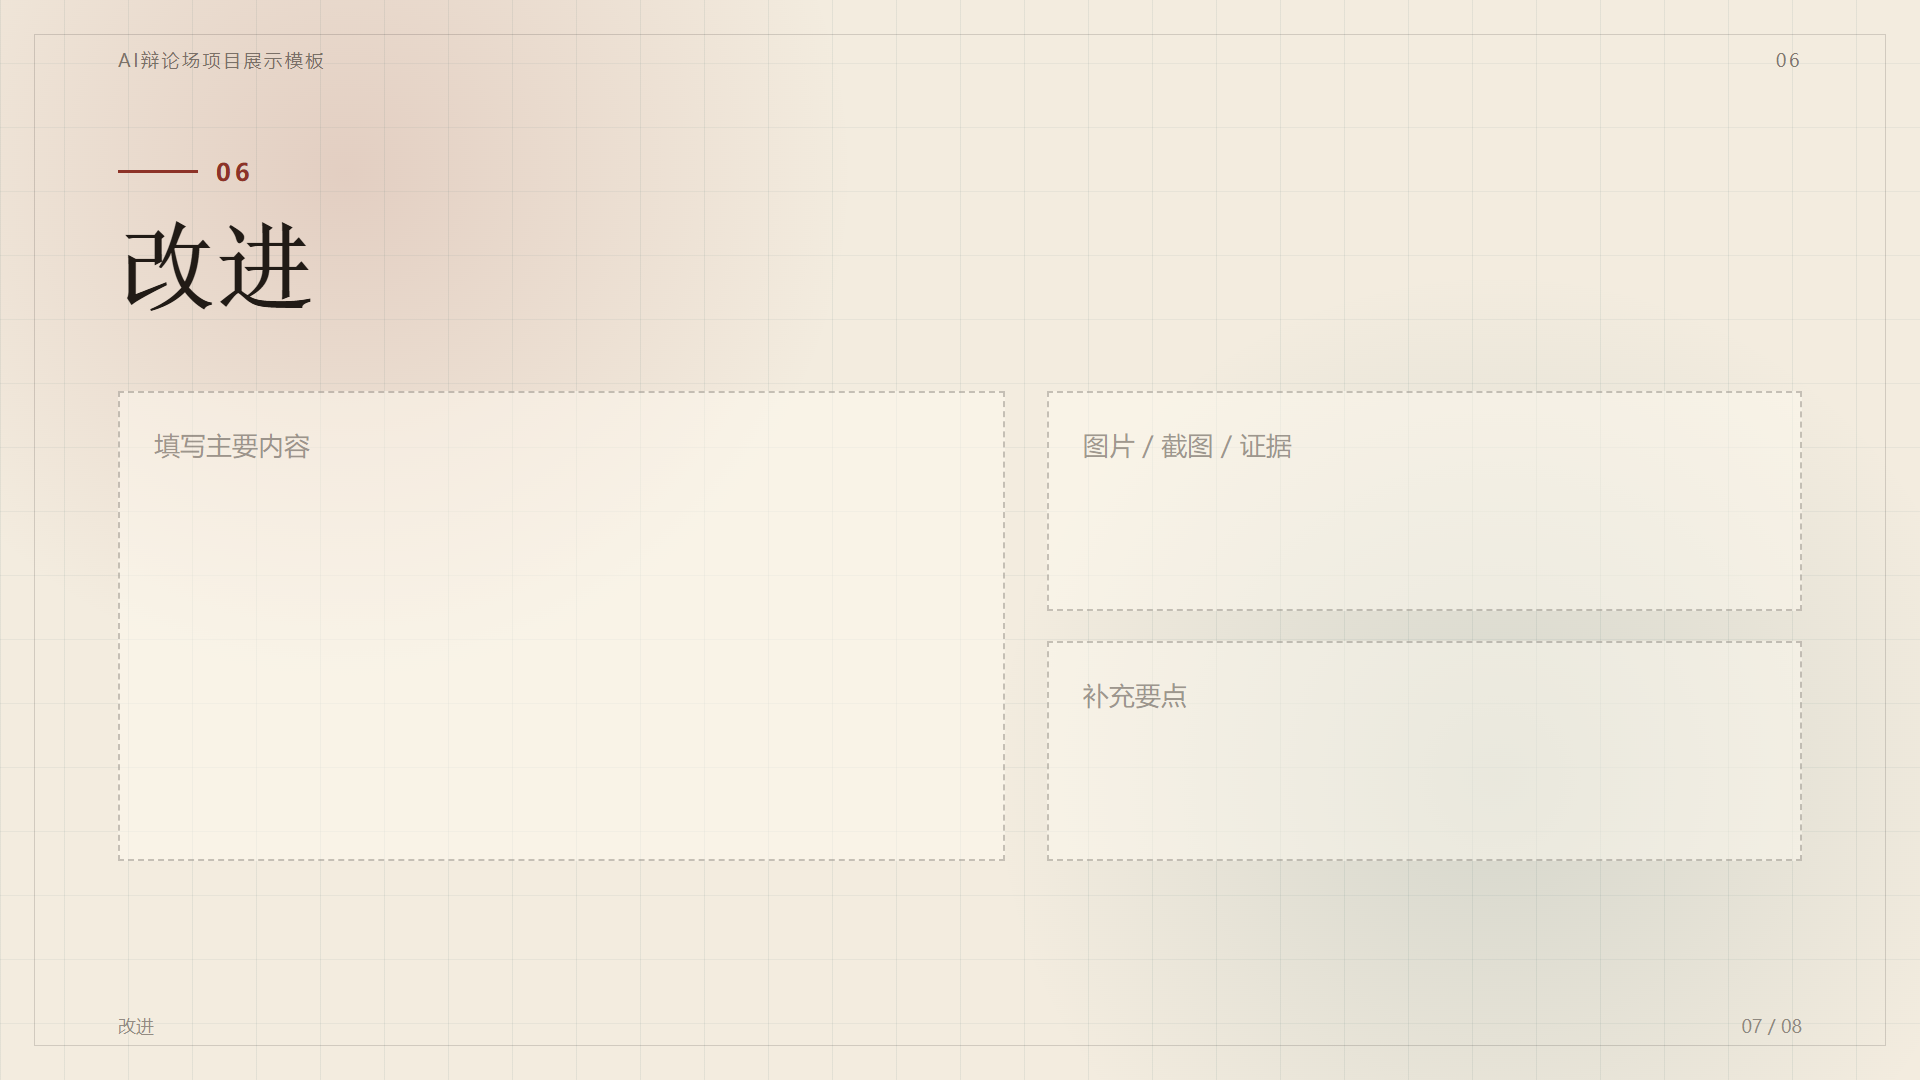 AI辩论场项目展示模板
06
06
改进
填写主要内容
图片 / 截图 / 证据
补充要点
改进
07 / 08